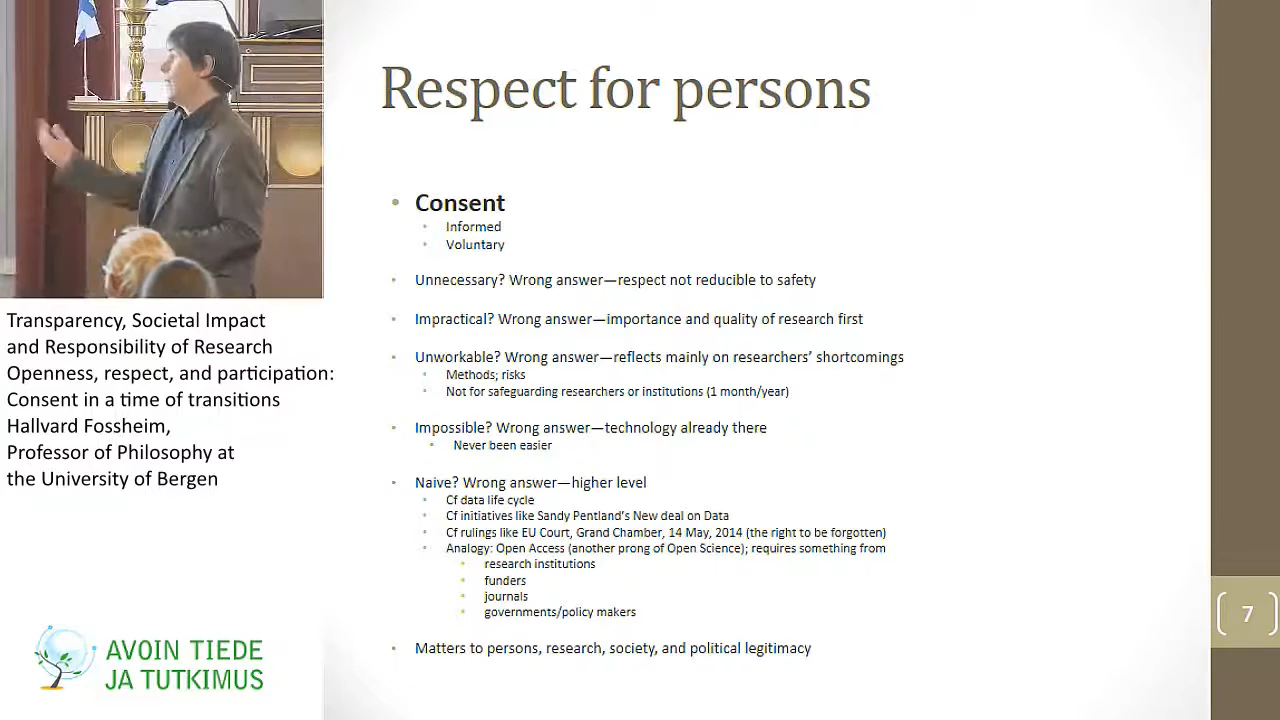 Respect for persons
Consent
Informed
Voluntary
Unnecessary? Wrong answer—respect not reducible to safety
Impractical? Wrong answer—importance and quality of research first
Unworkable? Wrong answer—reflects mainly on researchers’ shortcomings
Methods; risks
Not for safeguarding researchers or institutions (1 month/year)
Impossible? Wrong answer—technology already there
Never been easier
Naive? Wrong answer—higher level
Cf data life cycle
Cf initiatives like Sandy Pentland’s New deal on Data
Cf rulings like EU Court, Grand Chamber, 14 May, 2014 (the right to be forgotten)
Analogy: Open Access (another prong of Open Science); requires something from
research institutions
funders
journals
governments/policy makers
Matters to persons, research, society, and political legitimacy
7
Transparency, Societal Impact
and Responsibility of Research
Openness, respect, and participation:
Consent in a time of transitions
Hallvard Fossheim,
Professor of Philosophy at
the University of Bergen
AVOIN TIEDE
JA TUTKIMUS